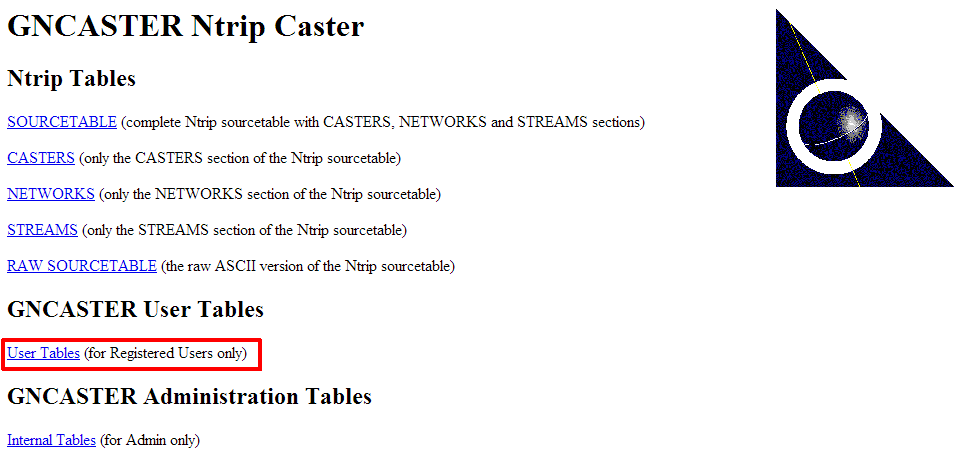 GNCASTER Ntrip Caster
Ntrip Tables
SOURCETABLE (complete Ntrip sourcetable with CASTERS, NETWORKS and STREAMS sections)
CASTERS (only the CASTERS section of the Ntrip sourcetable)
NETWORKS (only the NETWORKS section of the Ntrip sourcetable)
STREAMS (only the STREAMS section of the Ntrip sourcetable)
RAW SOURCETABLE (the raw ASCII version of the Ntrip sourcetable)
GNCASTER User Tables
User Tables (for Registered Users only)
GNCASTER Administration Tables
Internal Tables (for Admin only)